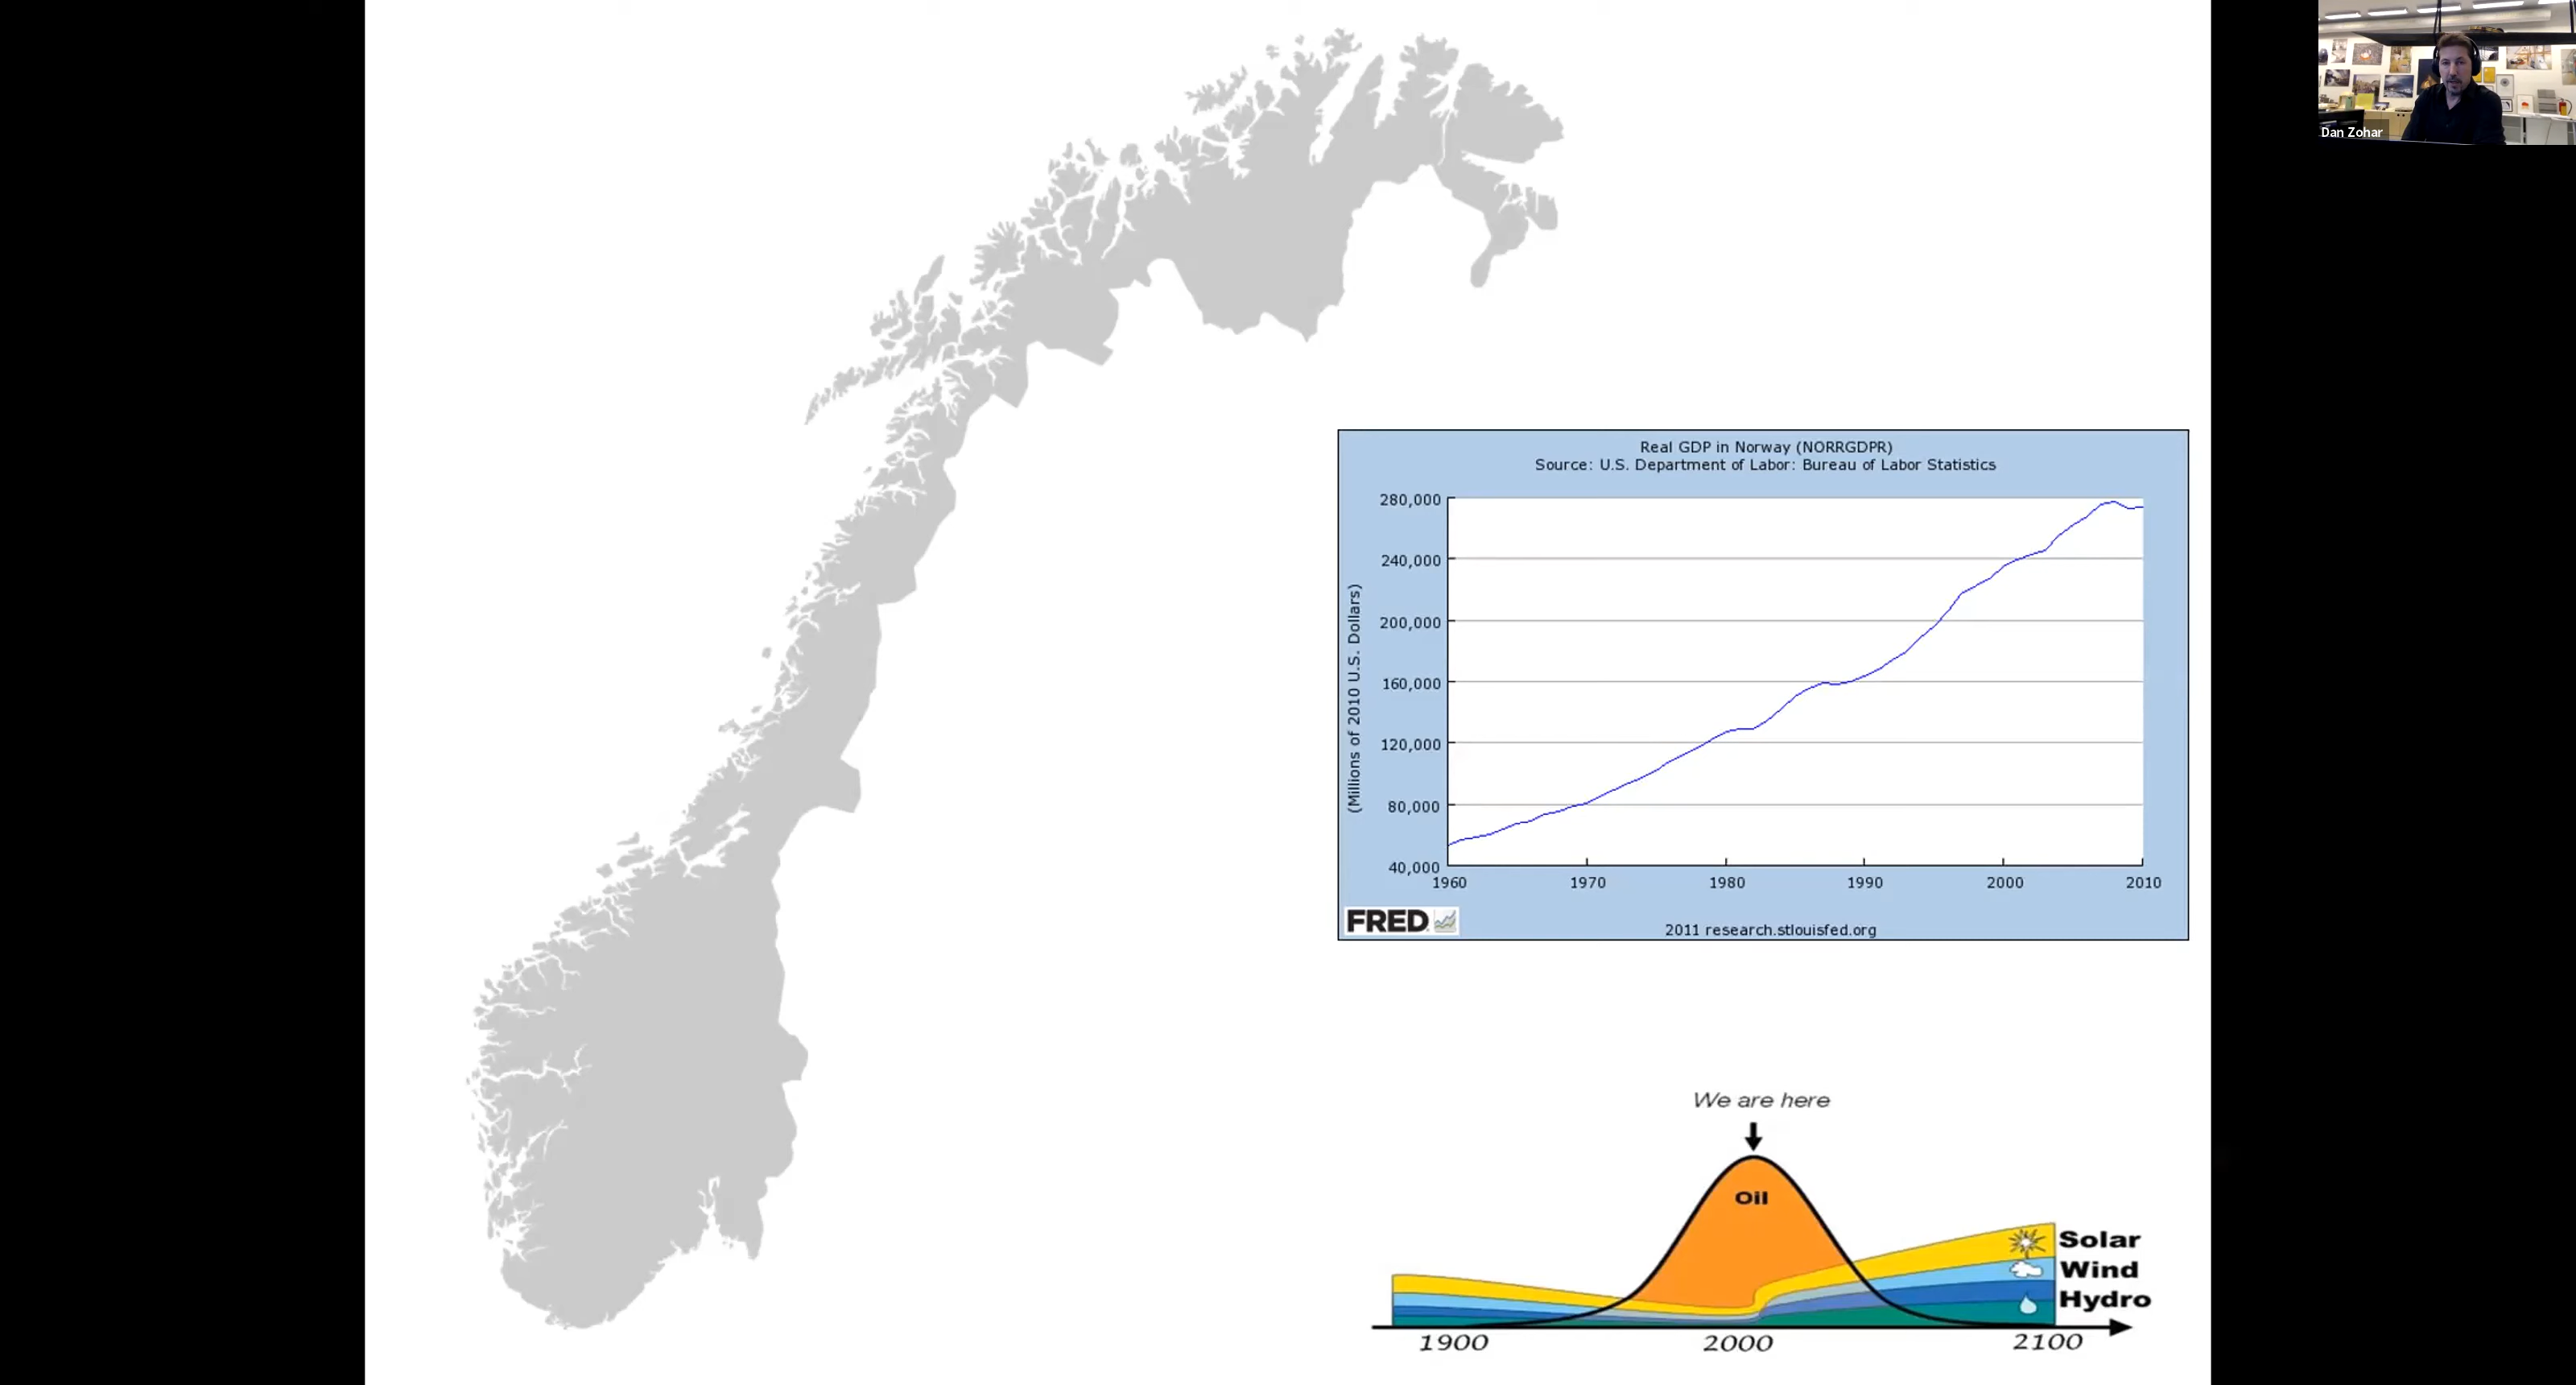 Dan Zohar
Real GDP in Norway (NORRGDPR)
Source: U.S. Department of Labor: Bureau of Labor Statistics
(Millions of 2010 U.S. Dollars)
280,000
240,000
200,000
160,000
120,000
80,000
40,000
1960 1970 1980 1990 2000 2010
FRED
2011 research.stlouisfed.org
We are here
Oil
Solar
Wind
Hydro
1900 2000 2100